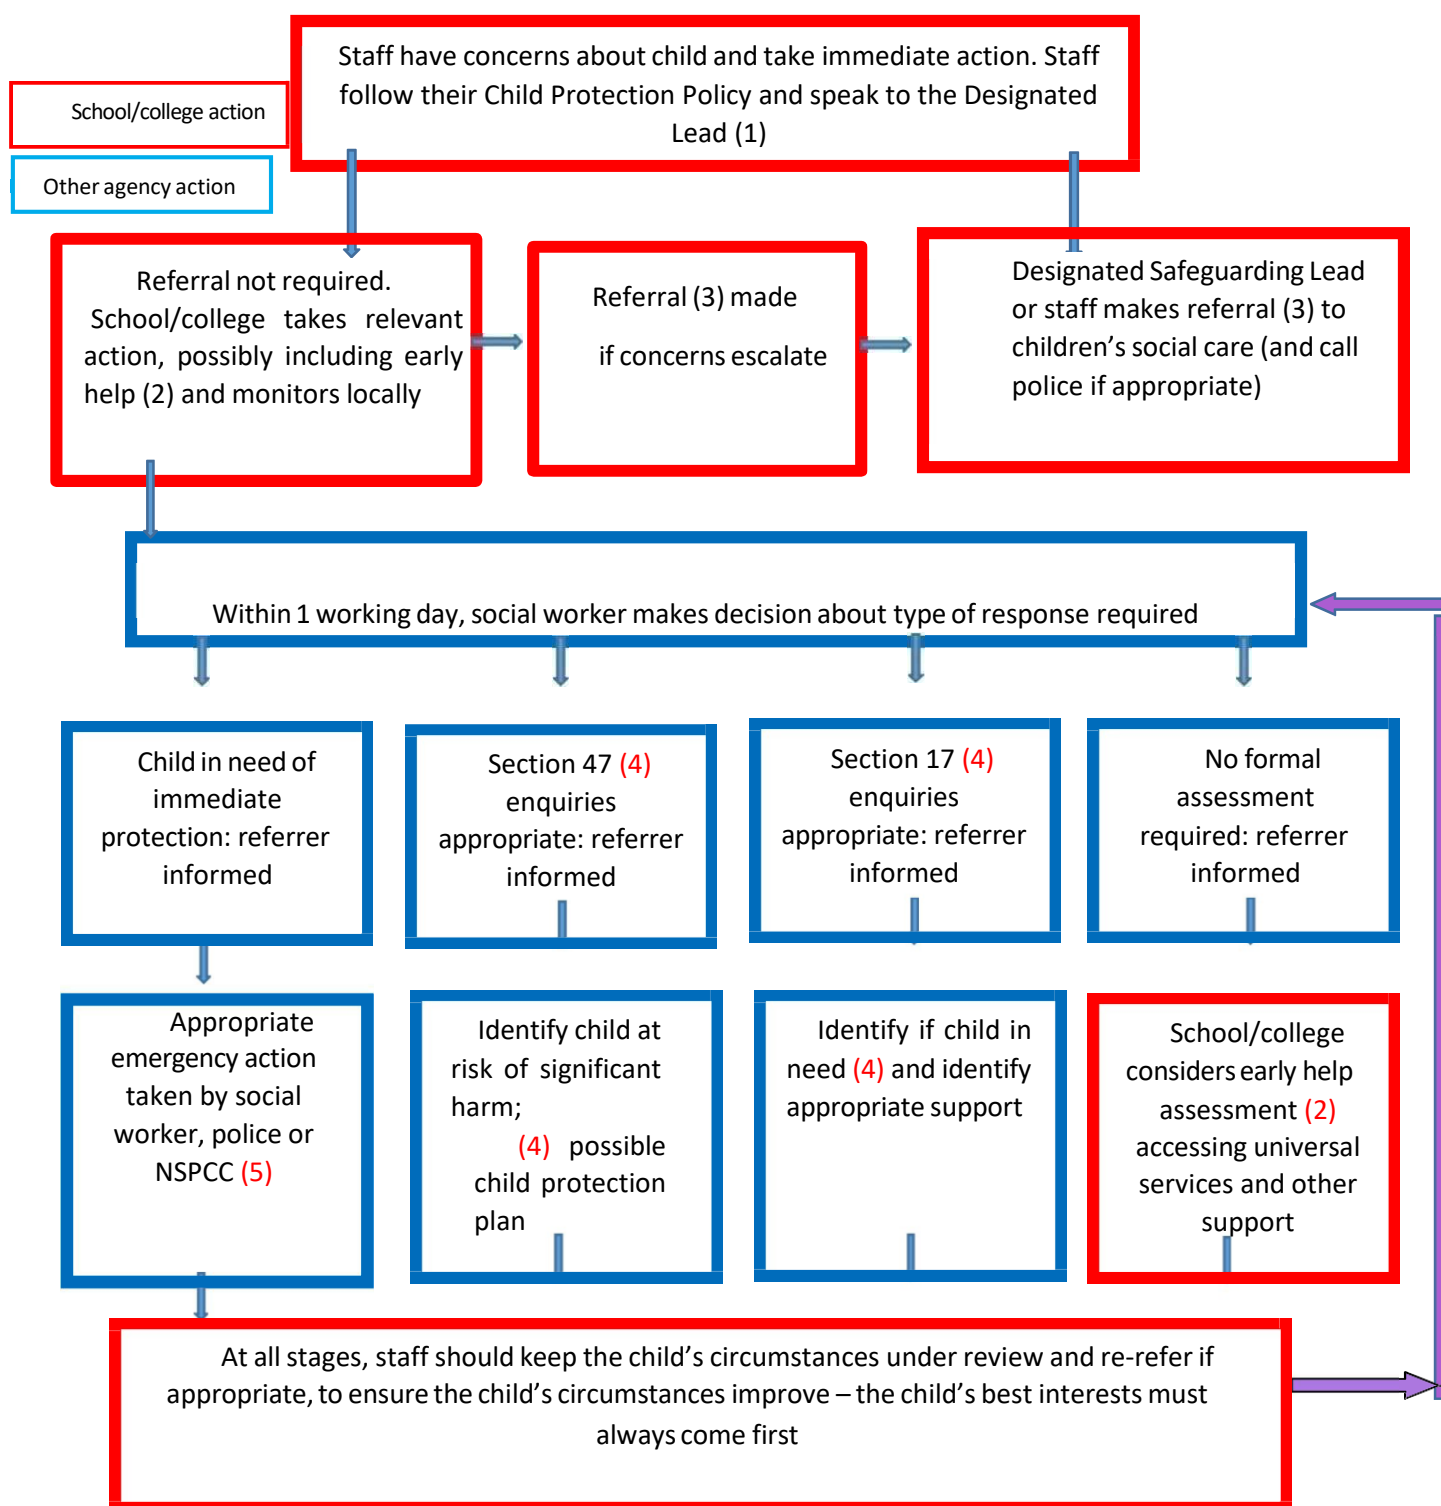 Staff have concerns about child and take immediate action. Staff
follow their Child Protection Policy and speak to the Designated
Lead (1)
School/college action
Other agency action
Referral not required.
School/college takes relevant
action, possibly including early
help (2) and monitors locally
Referral (3) made
if concerns escalate
Designated Safeguarding Lead
or staff makes referral (3) to
children’s social care (and call
police if appropriate)
Within 1 working day, social worker makes decision about type of response required
Child in need of
immediate
protection: referrer
informed
Section 47 (4)
enquiries
appropriate: referrer
informed
Section 17 (4)
enquiries
appropriate: referrer
informed
No formal
assessment
required: referrer
informed
Appropriate
emergency action
taken by social
worker, police or
NSPCC (5)
Identify child at
risk of significant
harm;
(4) possible
child protection
plan
Identify if child in
need (4) and identify
appropriate support
School/college
considers early help
assessment (2)
accessing universal
services and other
support
At all stages, staff should keep the child’s circumstances under review and re-refer if
appropriate, to ensure the child’s circumstances improve – the child’s best interests must
always come first